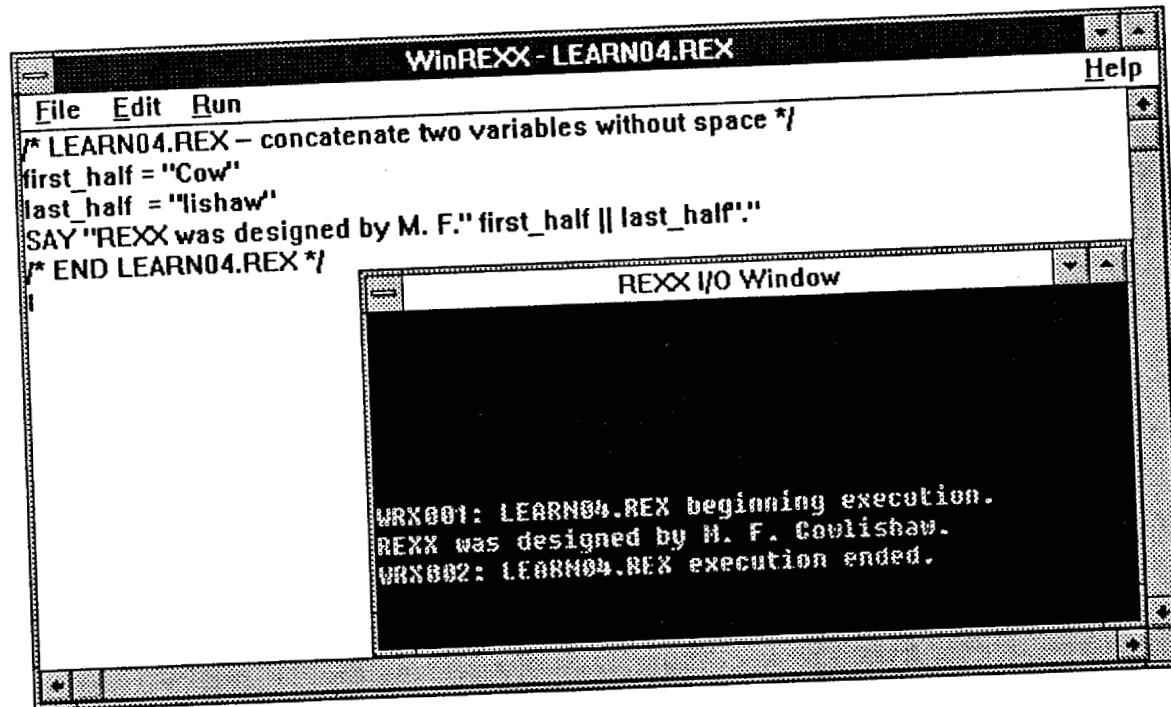 WinREXX - LEARN04.REX
File Edit Run Help
/* LEARN04.REX – concatenate two variables without space */
first_half = "Cow"
last_half = "lishaw"
SAY "REXX was designed by M. F." first_half || last_half"."
/* END LEARN04.REX */
REXX I/O Window
WRX001: LEARN04.REX beginning execution.
REXX was designed by M. F. Cowlishaw.
WRX002: LEARN04.REX execution ended.